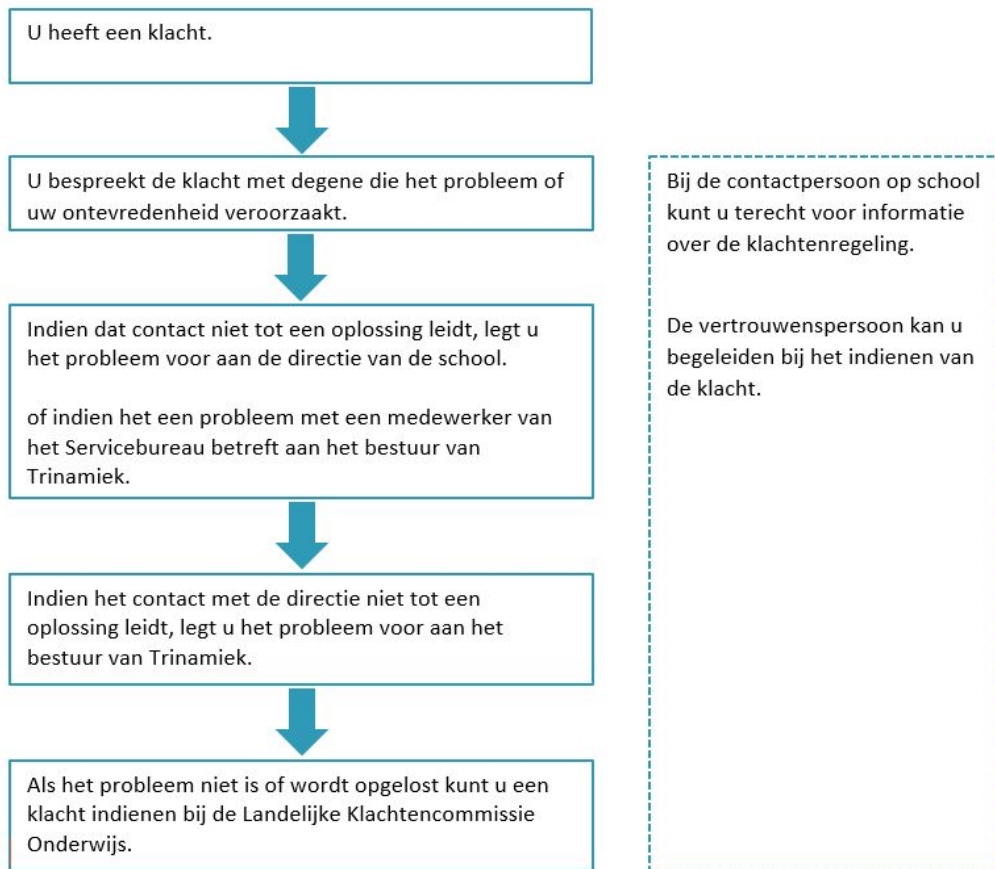 U heeft een klacht.
U bespreekt de klacht met degene die het probleem of
uw ontevredenheid veroorzaakt.
Indien dat contact niet tot een oplossing leidt, legt u
het probleem voor aan de directie van de school.
of indien het een probleem met een medewerker van
het Servicebureau betreft aan het bestuur van
Trinamiek.
Indien het contact met de directie niet tot een
oplossing leidt, legt u het probleem voor aan het
bestuur van Trinamiek.
Als het probleem niet is of wordt opgelost kunt u een
klacht indienen bij de Landelijke Klachtencommissie
Onderwijs.
Bij de contactpersoon op school
kunt u terecht voor informatie
over de klachtenregeling.
De vertrouwenspersoon kan u
begeleiden bij het indienen van
de klacht.